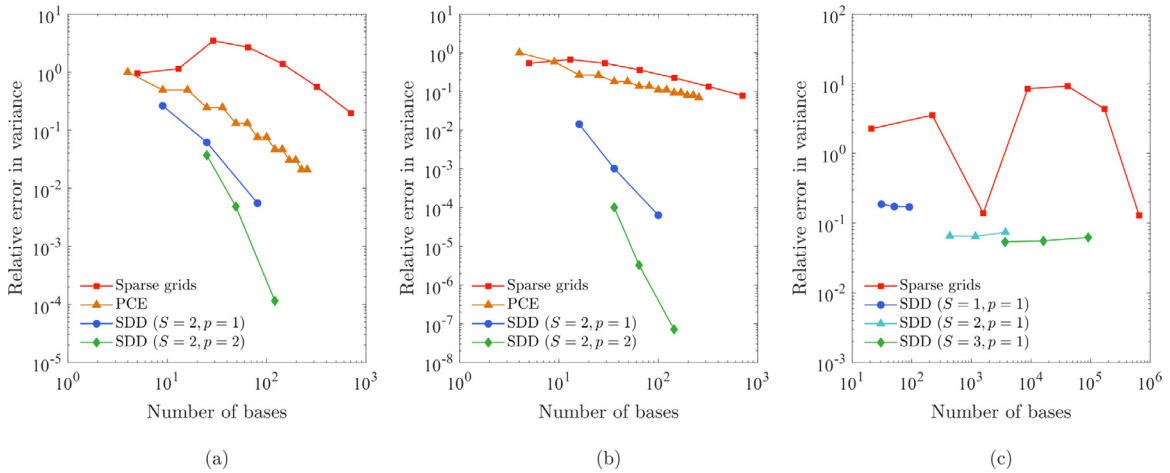 10^1
10^0
10^-1
10^-2
10^-3
10^-4
10^-5
Relative error in variance
Sparse grids
PCE
SDD (S = 2, p = 1)
SDD (S = 2, p = 2)
10^0 10^1 10^2 10^3
Number of bases
(a)
10^1
10^0
10^-1
10^-2
10^-3
10^-4
10^-5
10^-6
10^-7
10^-8
Relative error in variance
Sparse grids
PCE
SDD (S = 2, p = 1)
SDD (S = 2, p = 2)
10^0 10^1 10^2 10^3
Number of bases
(b)
10^2
10^1
10^0
10^-1
10^-2
10^-3
Relative error in variance
Sparse grids
SDD (S = 1, p = 1)
SDD (S = 2, p = 1)
SDD (S = 3, p = 1)
10^1 10^2 10^3 10^4 10^5 10^6
Number of bases
(c)